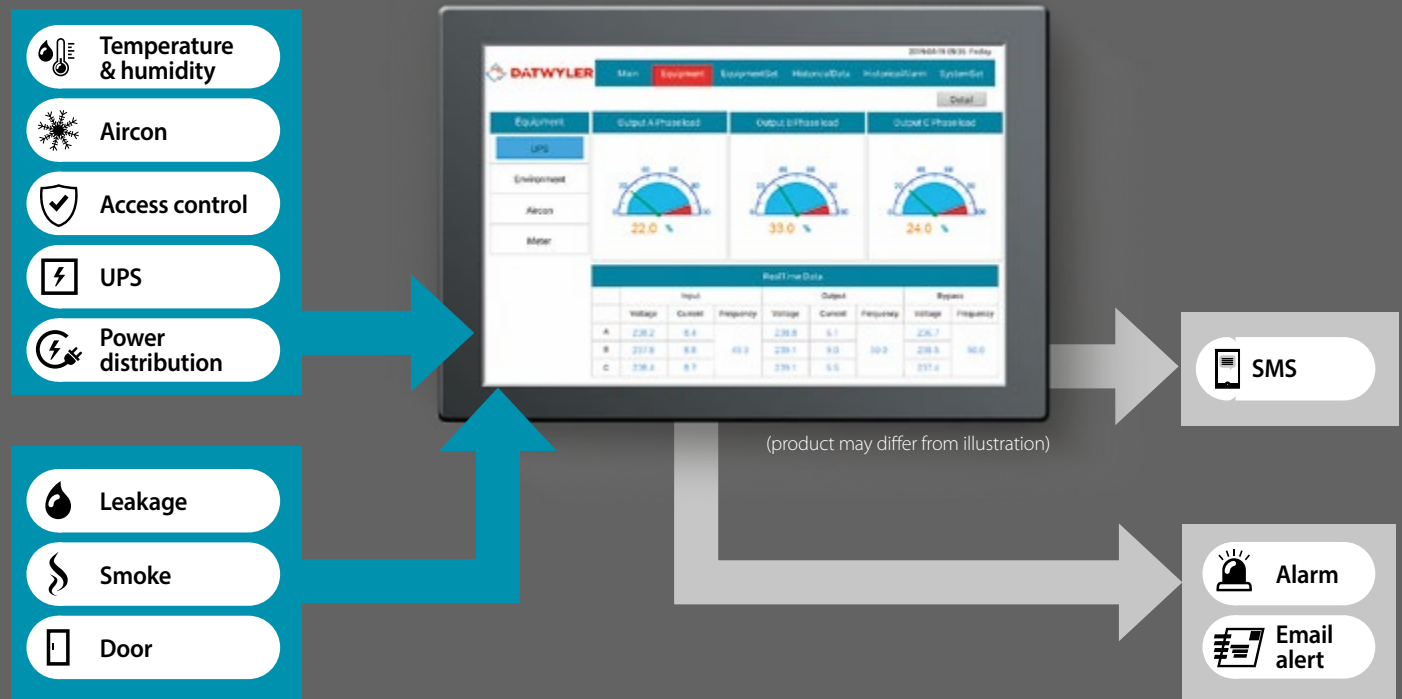 Temperature
& humidity
Aircon
Access control
UPS
Power
distribution
Leakage
Smoke
Door
DATWYLER
Main Equipment EquipmentSet HistoricalData HistoricalAlarm SystemSet
Detail
Equipment
UPS
Environment
Aircon
Meter
Output A Phase load Output B Phase load Output C Phase load
22.0 % 33.0 % 24.0 %
RealTime Data
Input Output Bypass
Voltage Current Frequency Voltage Current Frequency Voltage Frequency
A
B
C
(product may differ from illustration)
SMS
Alarm
Email
alert